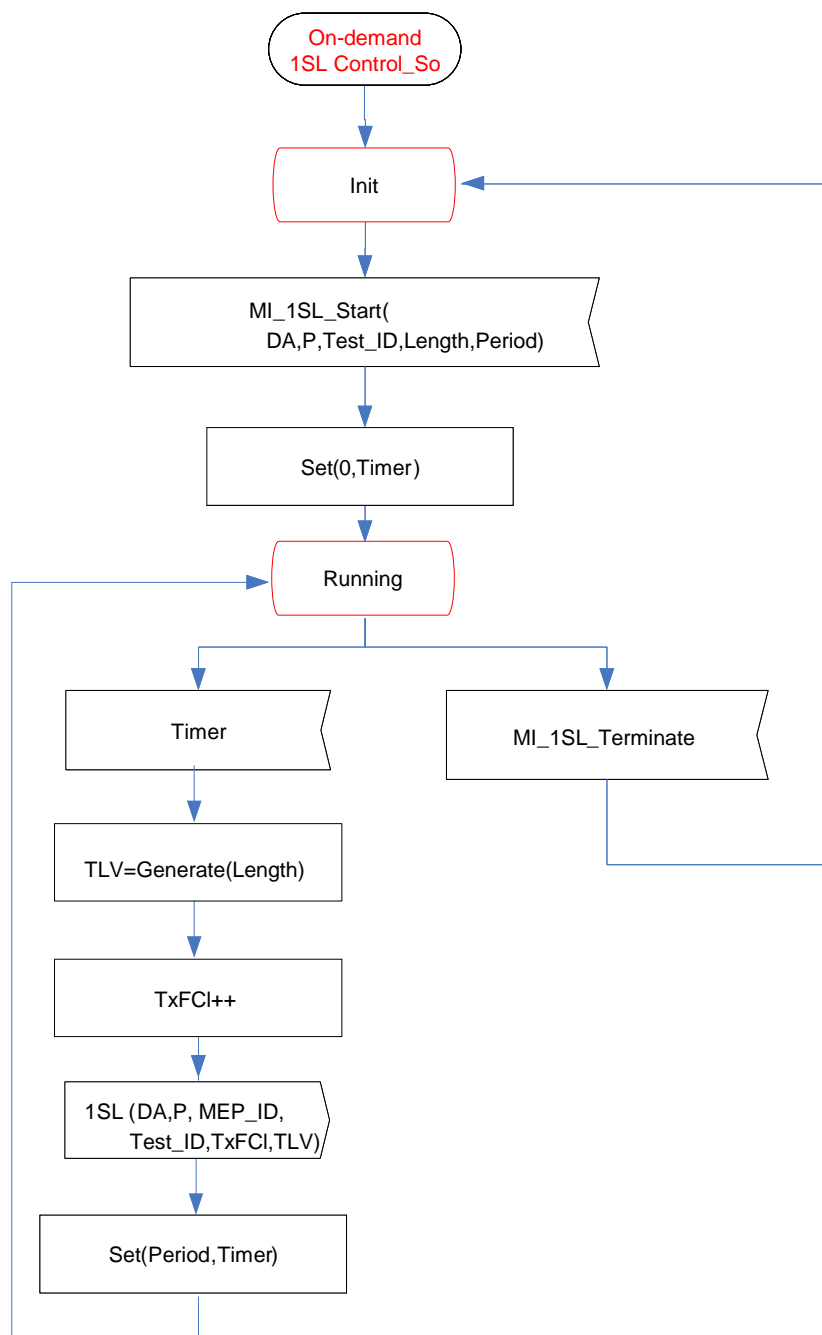 On-demand
1SL Control_So
Init
MI_1SL_Start(
DA,P,Test_ID,Length,Period)
Set(0,Timer)
Running
Timer
MI_1SL_Terminate
TLV=Generate(Length)
TxFCl++
1SL (DA,P, MEP_ID,
Test_ID,TxFCl,TLV)
Set(Period,Timer)